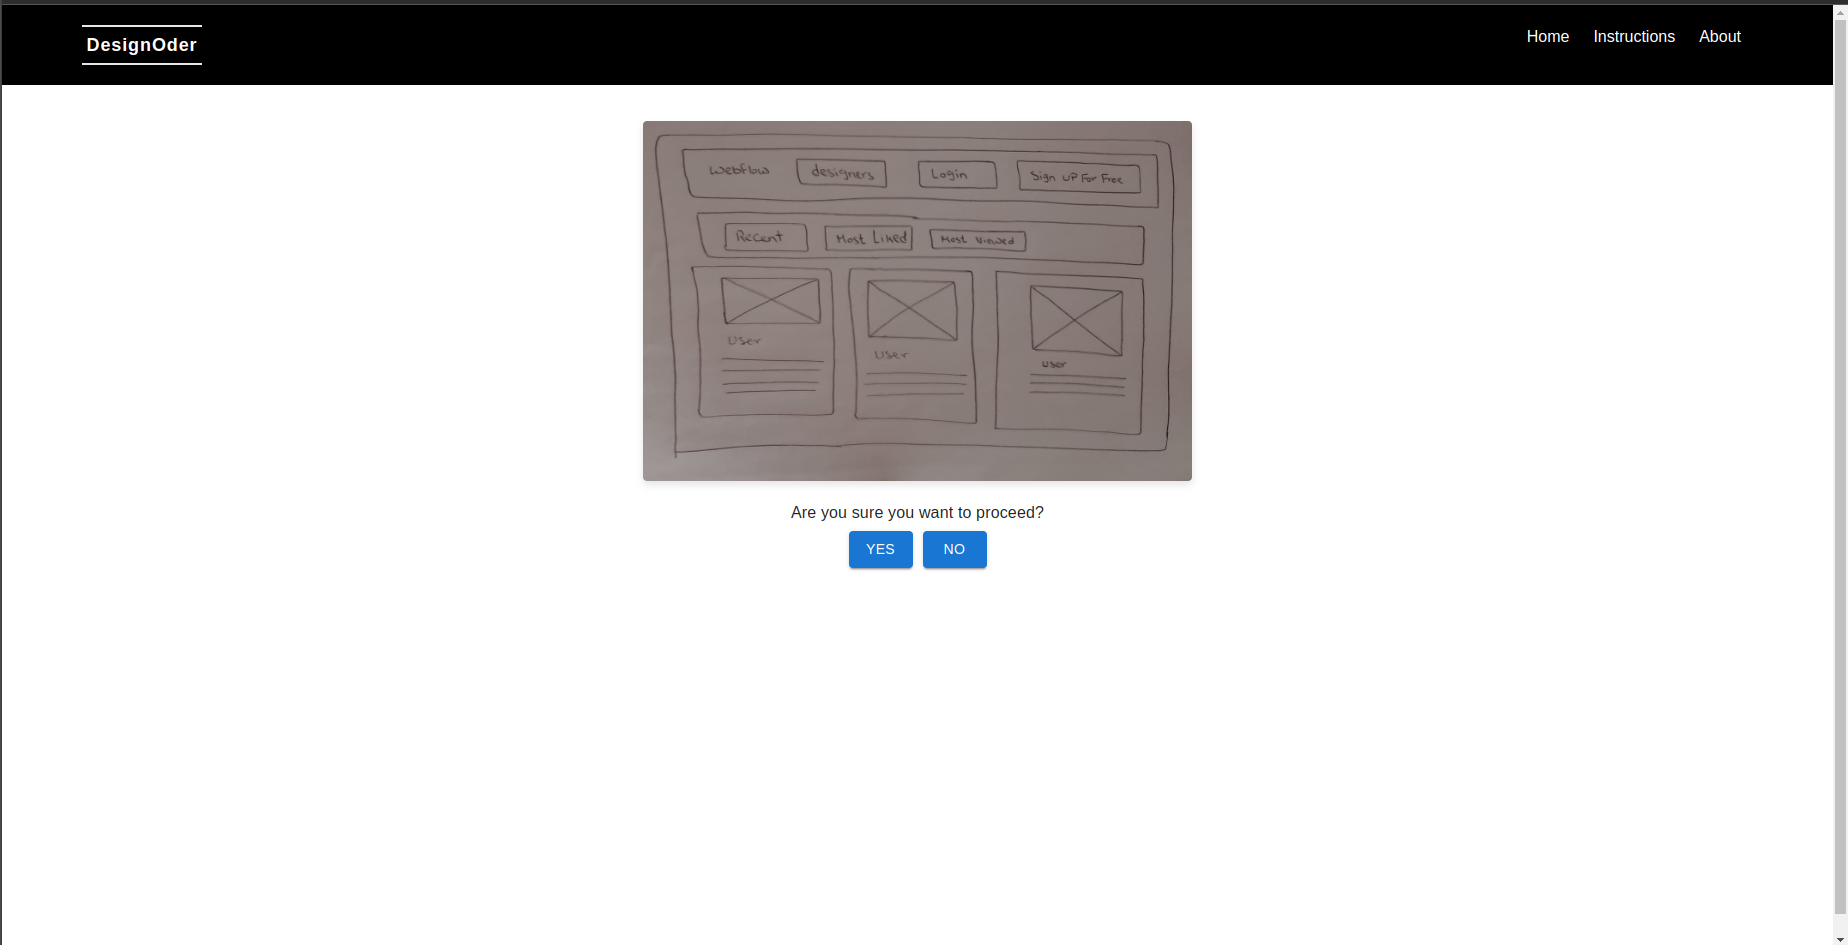 DesignOder
Home Instructions About
Webflow designers Login Sign UP For Free
Recent Most Liked Most Viewed
User User User
Are you sure you want to proceed?
YES NO